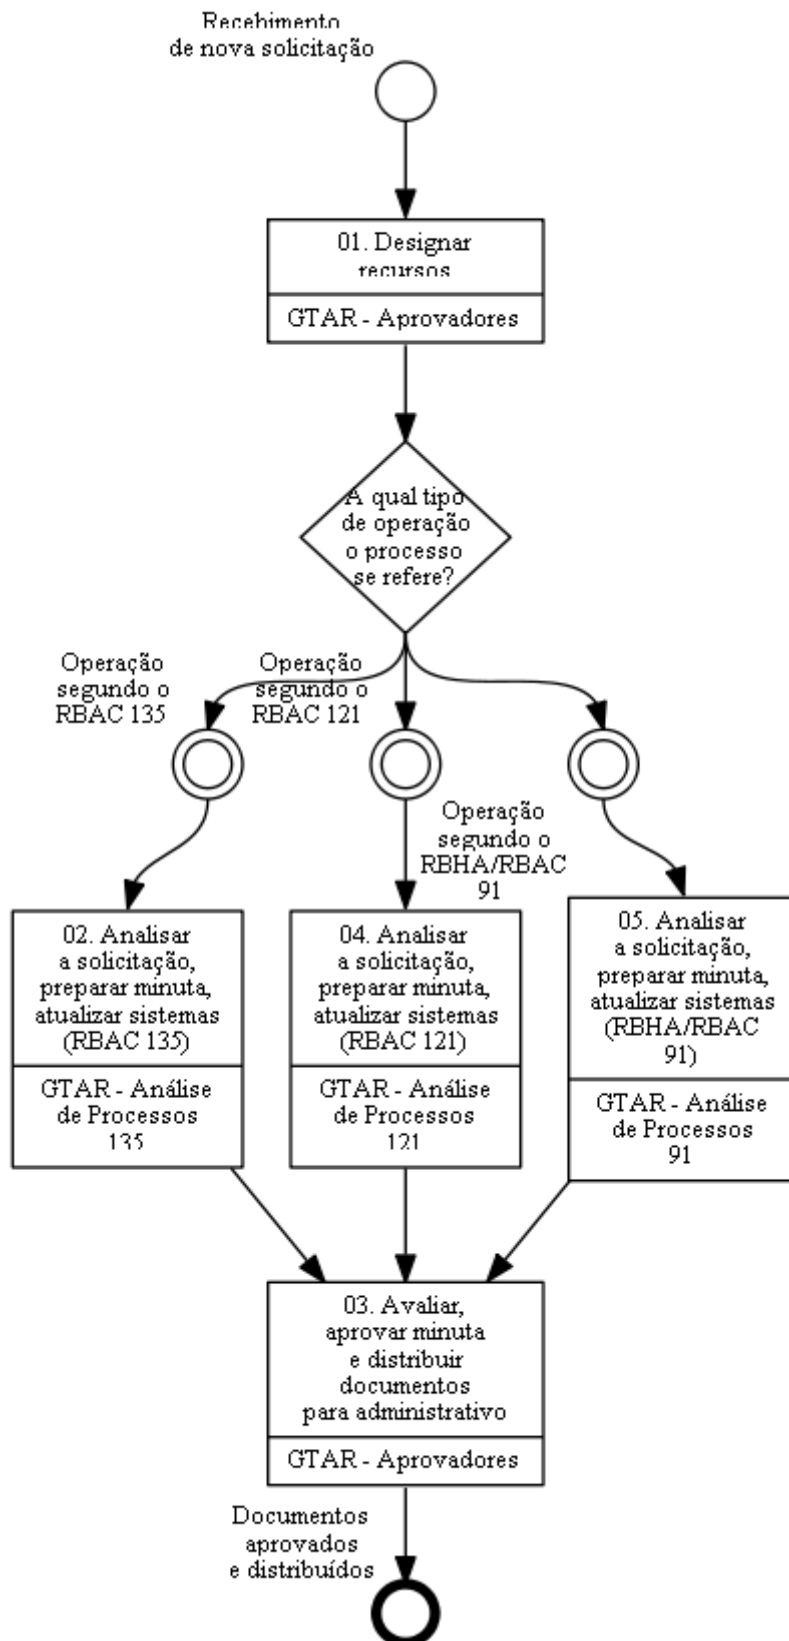 Recebimento
de nova solicitação
01. Designar
recursos
GTAR - Aprovadores
A qual tipo
de operação
o processo
se refere?
Operação
segundo o
RBAC 135
Operação
segundo o
RBAC 121
Operação
segundo o
RBHA/RBAC
91
02. Analisar
a solicitação,
preparar minuta,
atualizar sistemas
(RBAC 135)
GTAR - Análise
de Processos
135
04. Analisar
a solicitação,
preparar minuta,
atualizar sistemas
(RBAC 121)
GTAR - Análise
de Processos
121
05. Analisar
a solicitação,
preparar minuta,
atualizar sistemas
(RBHA/RBAC
91)
GTAR - Análise
de Processos
91
03. Avaliar,
aprovar minuta
e distribuir
documentos
para administrativo
GTAR - Aprovadores
Documentos
aprovados
e distribuídos